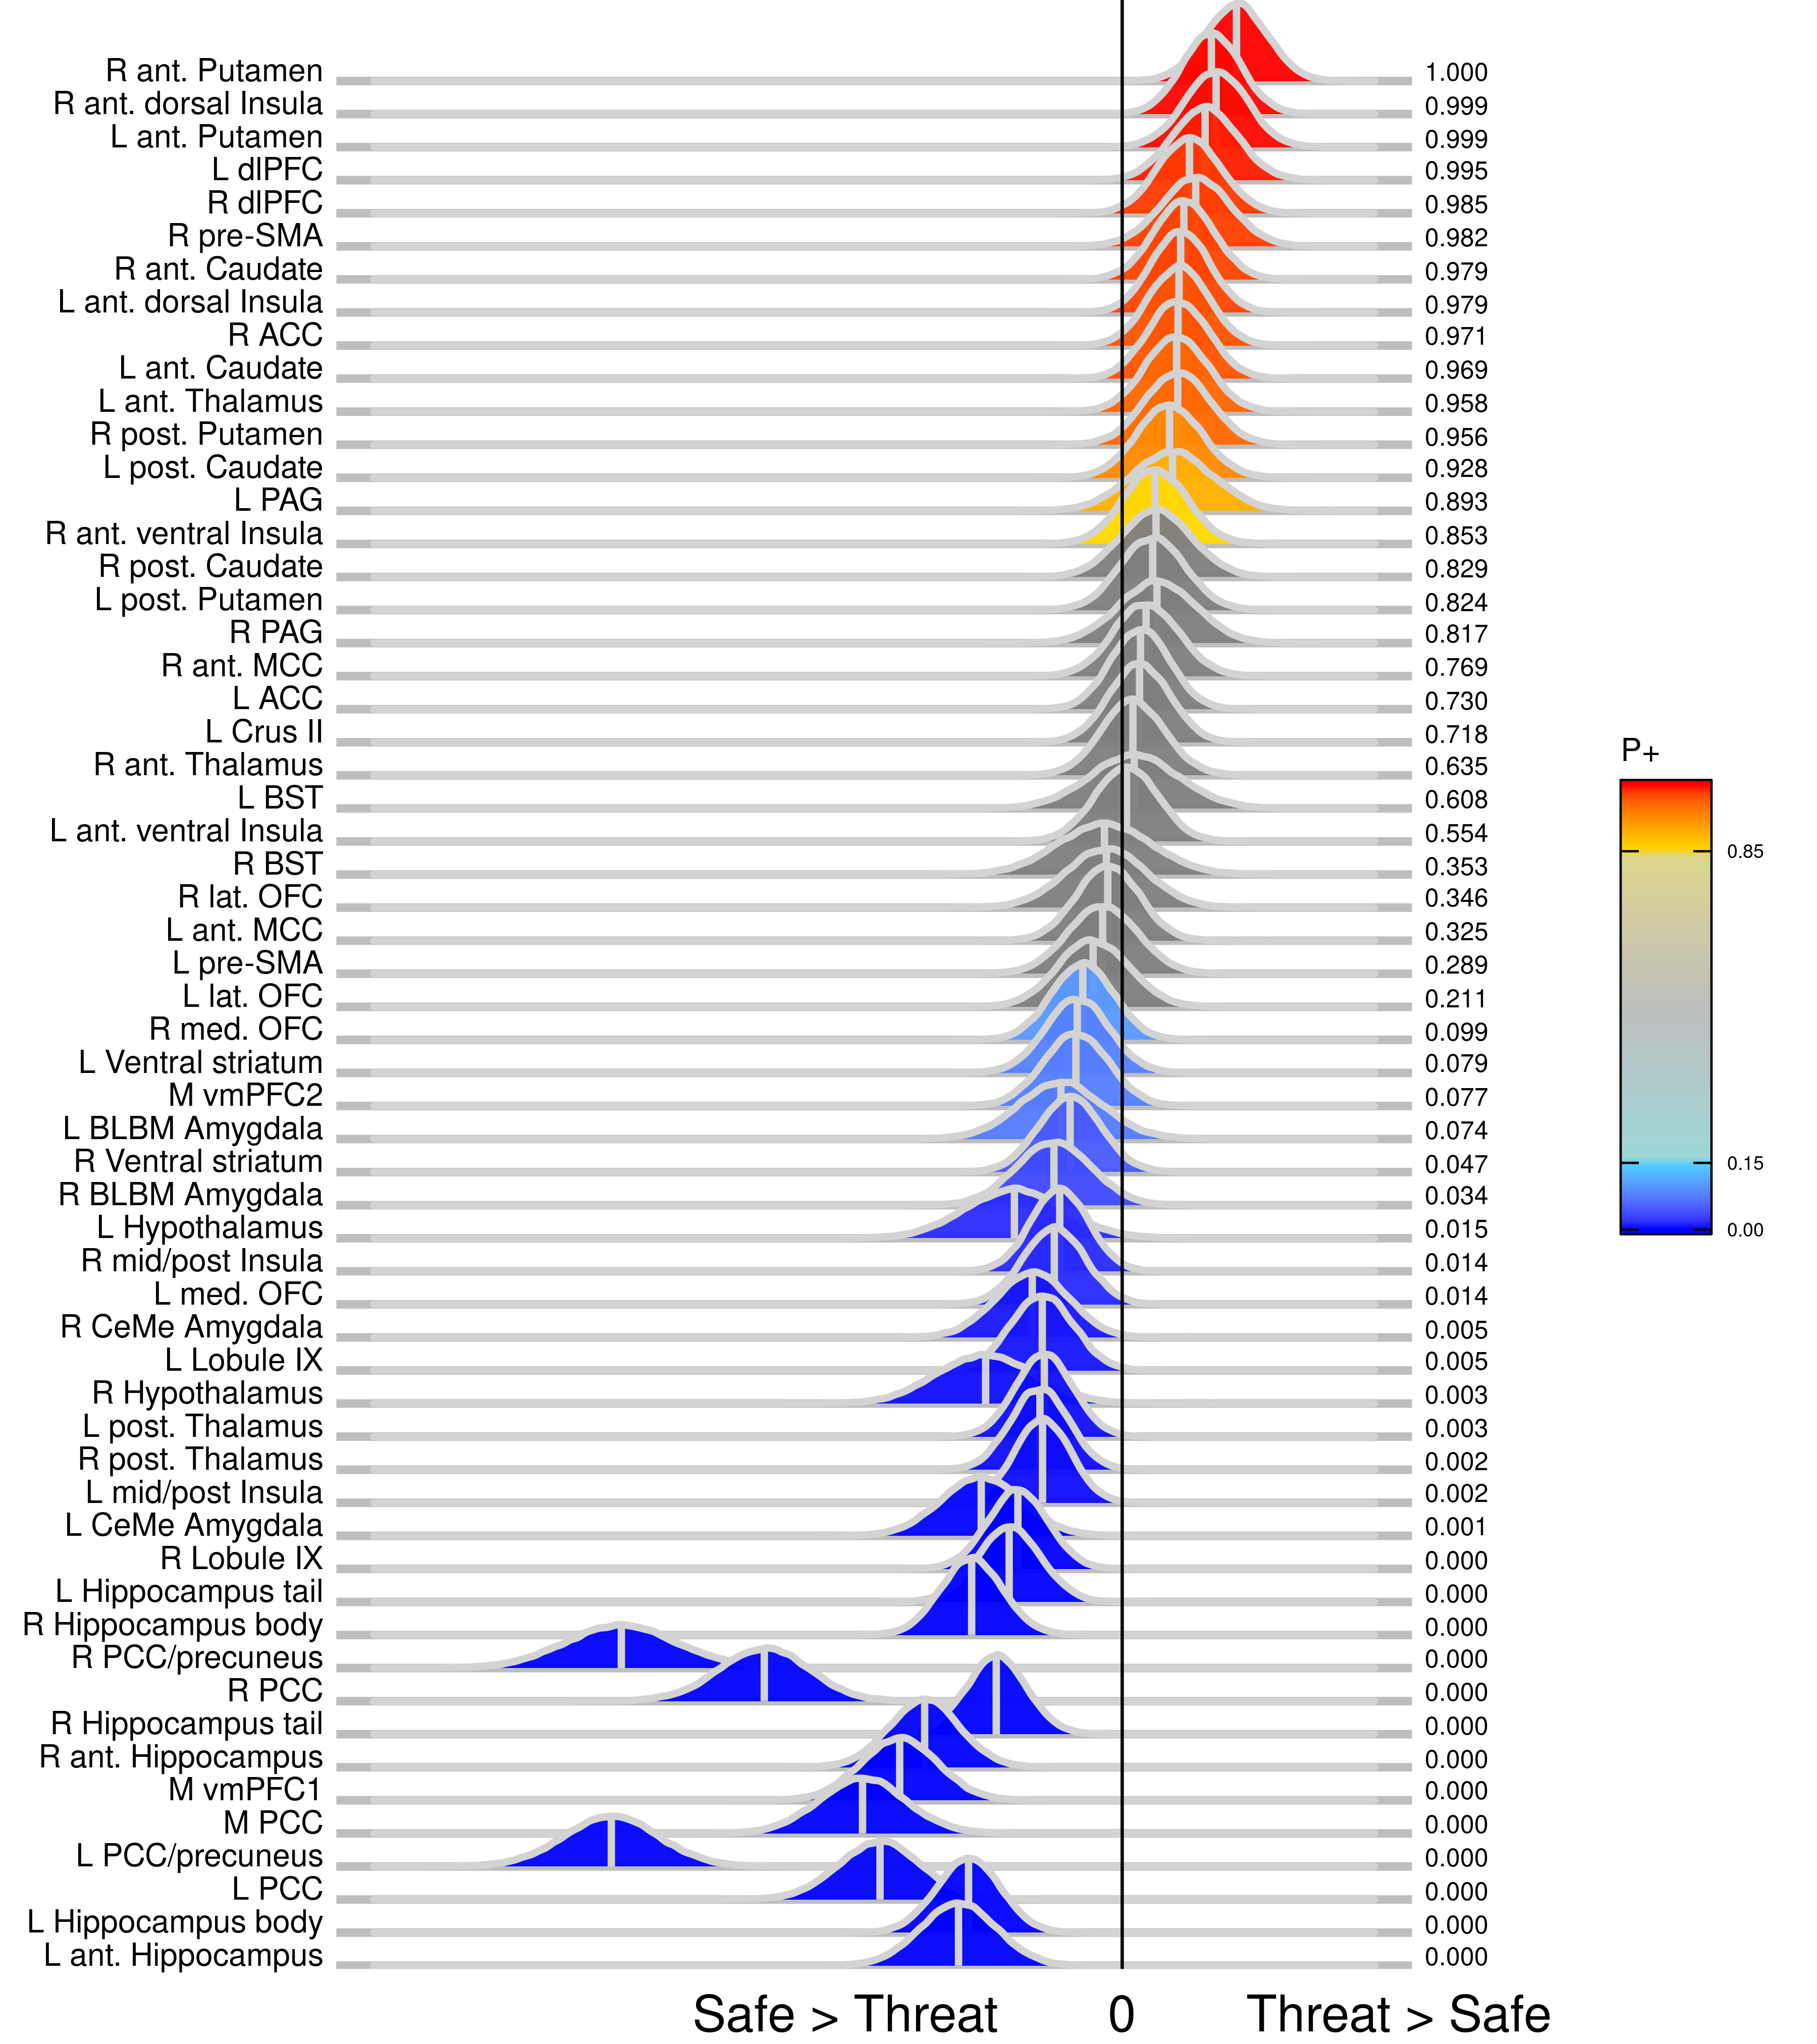 R ant. Putamen 1.000
R ant. dorsal Insula 0.999
L ant. Putamen 0.999
L dlPFC 0.995
R dlPFC 0.985
R pre-SMA 0.982
R ant. Caudate 0.979
L ant. dorsal Insula 0.979
R ACC 0.971
L ant. Caudate 0.969
L ant. Thalamus 0.958
R post. Putamen 0.956
L post. Caudate 0.928
L PAG 0.893
R ant. ventral Insula 0.853
R post. Caudate 0.829
L post. Putamen 0.824
R PAG 0.817
R ant. MCC 0.769
L ACC 0.730
L Crus II 0.718
R ant. Thalamus 0.635
L BST 0.608
L ant. ventral Insula 0.554
R BST 0.353
R lat. OFC 0.346
L ant. MCC 0.325
L pre-SMA 0.289
L lat. OFC 0.211
R med. OFC 0.099
L Ventral striatum 0.079
M vmPFC2 0.077
L BLBM Amygdala 0.074
R Ventral striatum 0.047
R BLBM Amygdala 0.034
L Hypothalamus 0.015
R mid/post Insula 0.014
L med. OFC 0.014
R CeMe Amygdala 0.005
L Lobule IX 0.005
R Hypothalamus 0.003
L post. Thalamus 0.003
R post. Thalamus 0.002
L mid/post Insula 0.002
L CeMe Amygdala 0.001
R Lobule IX 0.000
L Hippocampus tail 0.000
R Hippocampus body 0.000
R PCC/precuneus 0.000
R PCC 0.000
R Hippocampus tail 0.000
R ant. Hippocampus 0.000
M vmPFC1 0.000
M PCC 0.000
L PCC/precuneus 0.000
L PCC 0.000
L Hippocampus body 0.000
L ant. Hippocampus 0.000
Safe > Threat 0 Threat > Safe
P+
0.85
0.15
0.00